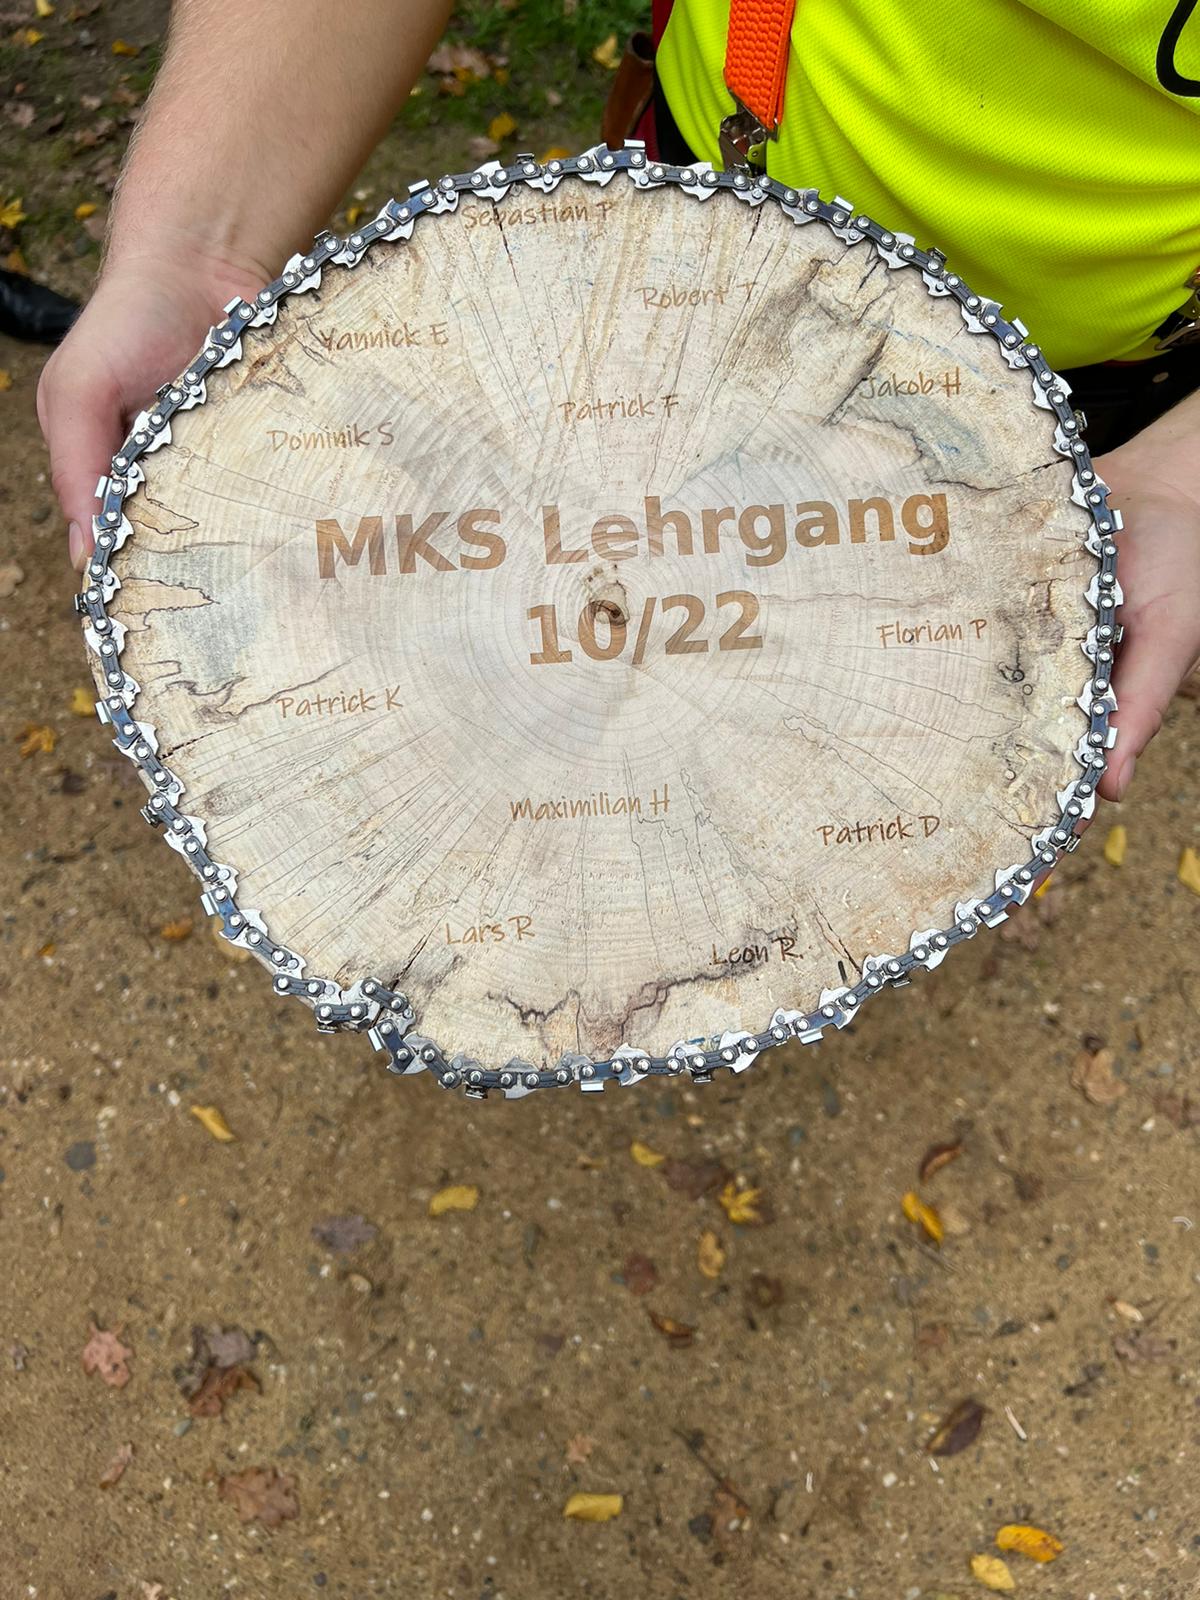 Sebastian P
Robert T
Yannick E
Jakob H
Patrick F
Dominik S
MKS Lehrgang
10/22
Florian P
Patrick K
Maximilian H
Patrick D
Lars R
Leon R.